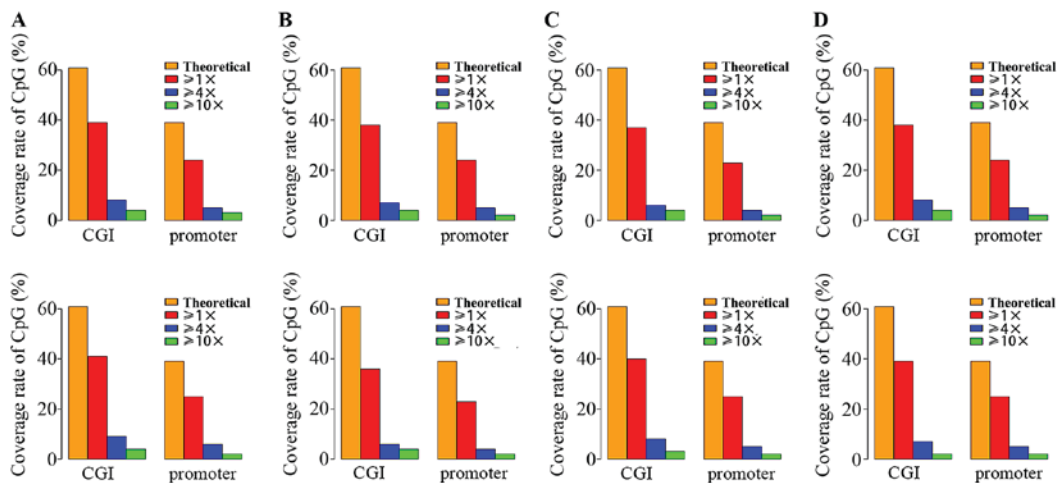 A
Coverage rate of CpG (%)
60
40
20
0
Theoretical
≥1×
≥4×
≥10×
CGI
promoter
B
Coverage rate of CpG (%)
60
40
20
0
Theoretical
≥1×
≥4×
≥10×
CGI
promoter
C
Coverage rate of CpG (%)
60
40
20
0
Theoretical
≥1×
≥4×
≥10×
CGI
promoter
D
Coverage rate of CpG (%)
60
40
20
0
Theoretical
≥1×
≥4×
≥10×
CGI
promoter
Coverage rate of CpG (%)
60
40
20
0
Theoretical
≥1×
≥4×
≥10×
CGI
promoter
Coverage rate of CpG (%)
60
40
20
0
Theoretical
≥1×
≥4×
≥10×
CGI
promoter
Coverage rate of CpG (%)
60
40
20
0
Theoretical
≥1×
≥4×
≥10×
CGI
promoter
Coverage rate of CpG (%)
60
40
20
0
Theoretical
≥1×
≥4×
≥10×
CGI
promoter